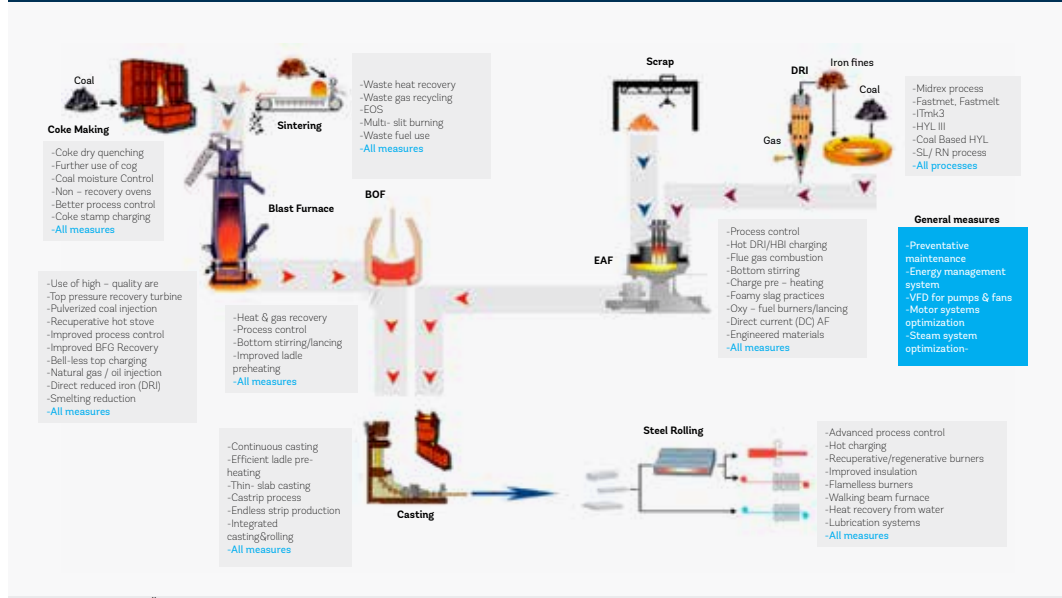 Coal
Coke Making
Sintering
-Coke dry quenching
-Further use of cog
-Coal moisture Control
-Non – recovery ovens
-Better process control
-Coke stamp charging
-All measures
-Waste heat recovery
-Waste gas recycling
-EOS
-Multi- slit burning
-Waste fuel use
-All measures
Blast Furnace
BOF
-Use of high – quality are
-Top pressure recovery turbine
-Pulverized coal injection
-Recuperative hot stove
-Improved process control
-Improved BFG Recovery
-Bell-less top charging
-Natural gas / oil injection
-Direct reduced iron (DRI)
-Smelting reduction
-All measures
-Heat & gas recovery
-Process control
-Bottom stirring/lancing
-Improved ladle
preheating
-All measures
Scrap
DRI
Iron fines
Coal
Gas
-Midrex process
-Fastmet, Fastmelt
-ITmk3
-HYL III
-Coal Based HYL
-SL/ RN process
-All processes
EAF
-Process control
-Hot DRI/HBI charging
-Flue gas combustion
-Bottom stirring
-Charge pre – heating
-Foamy slag practices
-Oxy – fuel burners/lancing
-Direct current (DC) AF
-Engineered materials
-All measures
General measures
-Preventative
maintenance
-Energy management
system
-VFD for pumps & fans
-Motor systems
optimization
-Steam system
optimization-
-Continuous casting
-Efficient ladle pre-
heating
-Thin- slab casting
-Castrip process
-Endless strip production
-Integrated
casting&rolling
-All measures
Casting
Steel Rolling
-Advanced process control
-Hot charging
-Recuperative/regenerative burners
-Improved insulation
-Flameless burners
-Walking beam furnace
-Heat recovery from water
-Lubrication systems
-All measures